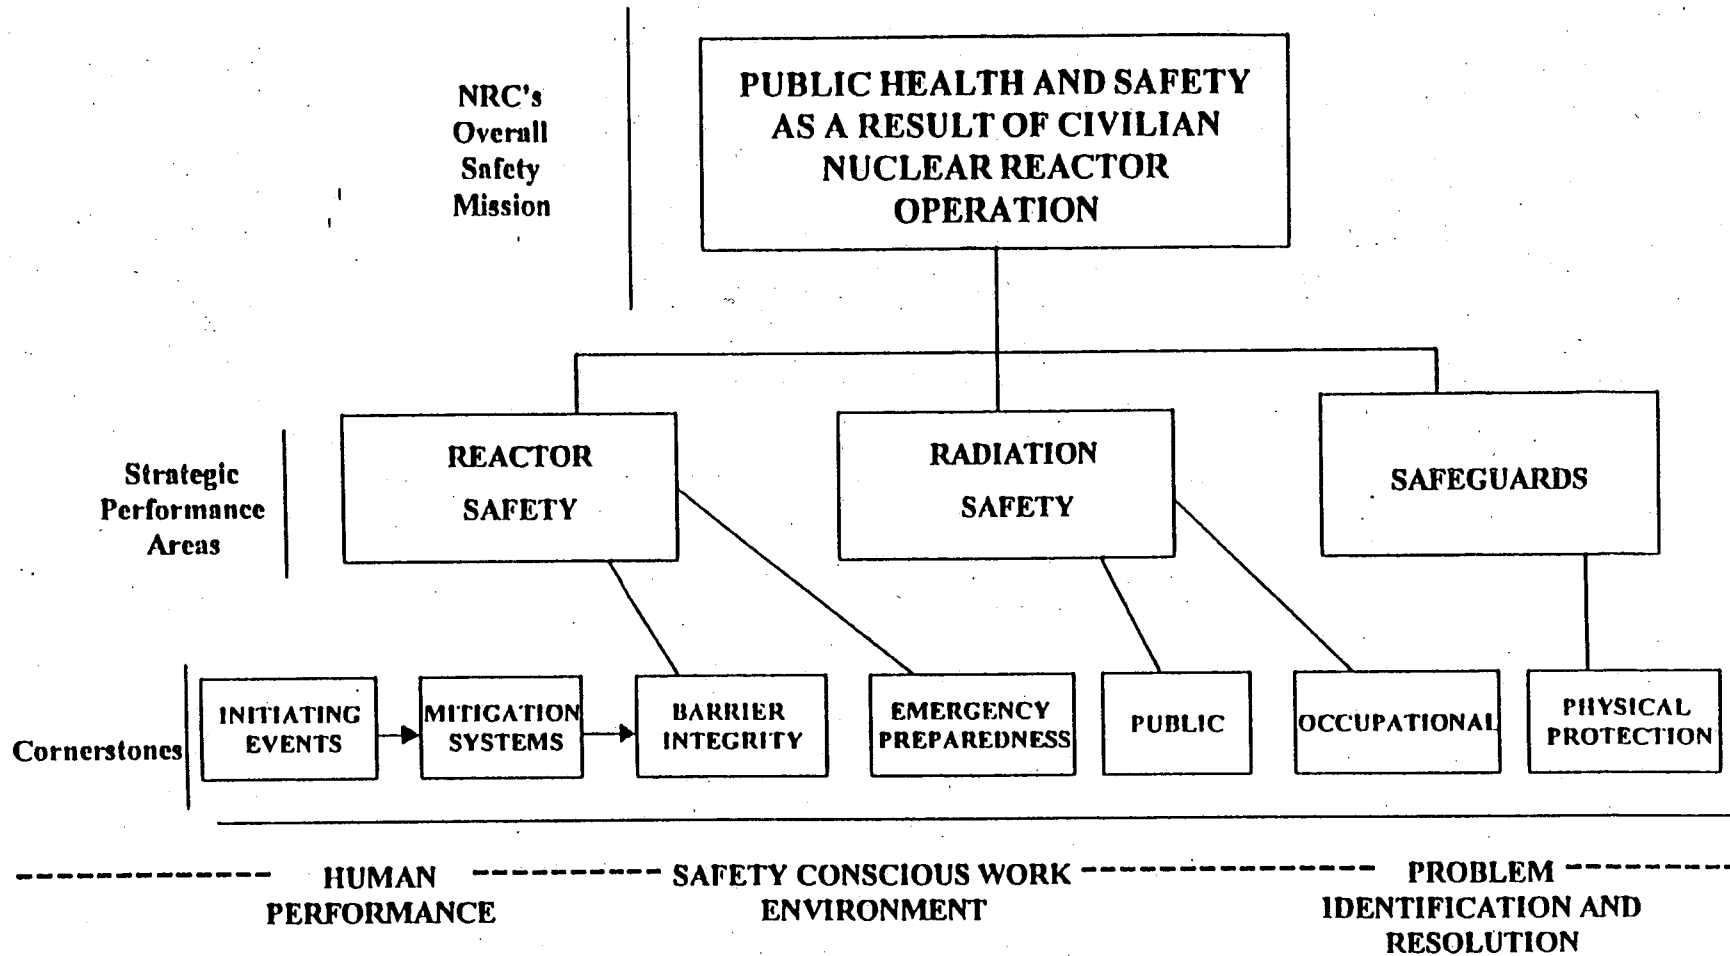 NRC's
Overall
Safety
Mission
PUBLIC HEALTH AND SAFETY
AS A RESULT OF CIVILIAN
NUCLEAR REACTOR
OPERATION
Strategic
Performance
Areas
REACTOR
SAFETY
RADIATION
SAFETY
SAFEGUARDS
Cornerstones
INITIATING
EVENTS
MITIGATION
SYSTEMS
BARRIER
INTEGRITY
EMERGENCY
PREPAREDNESS
PUBLIC
OCCUPATIONAL
PHYSICAL
PROTECTION
HUMAN
PERFORMANCE
SAFETY CONSCIOUS WORK
ENVIRONMENT
PROBLEM
IDENTIFICATION AND
RESOLUTION